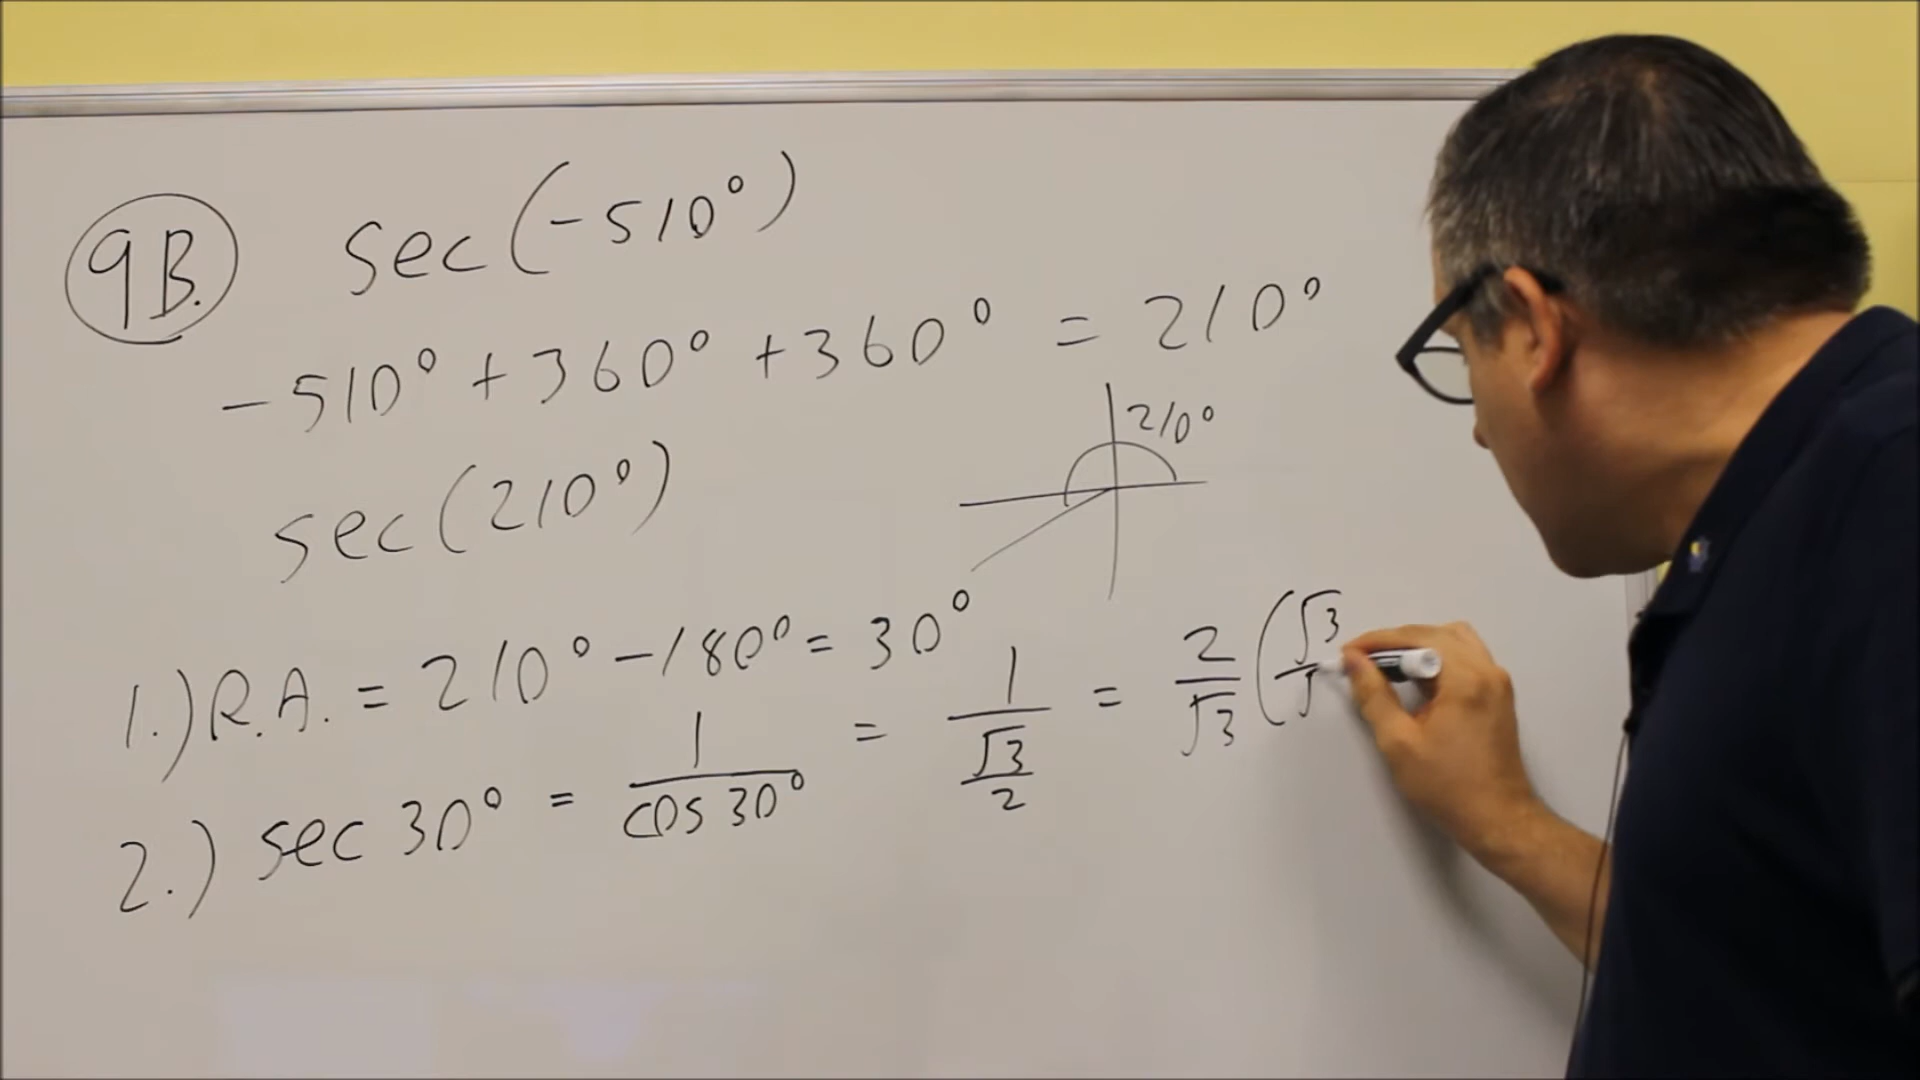 9B. sec(-510°)
-510° + 360° + 360° = 210°
210°
sec(210°)
1.) R.A. = 210° - 180° = 30°
2.) sec 30° = 1/cos 30° = 1/(√3/2) = 2/√3 (√3/√